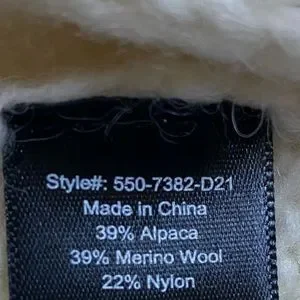 Style#: 550-7382-D21
Made in China
39% Alpaca
39% Merino Wool
22% Nylon